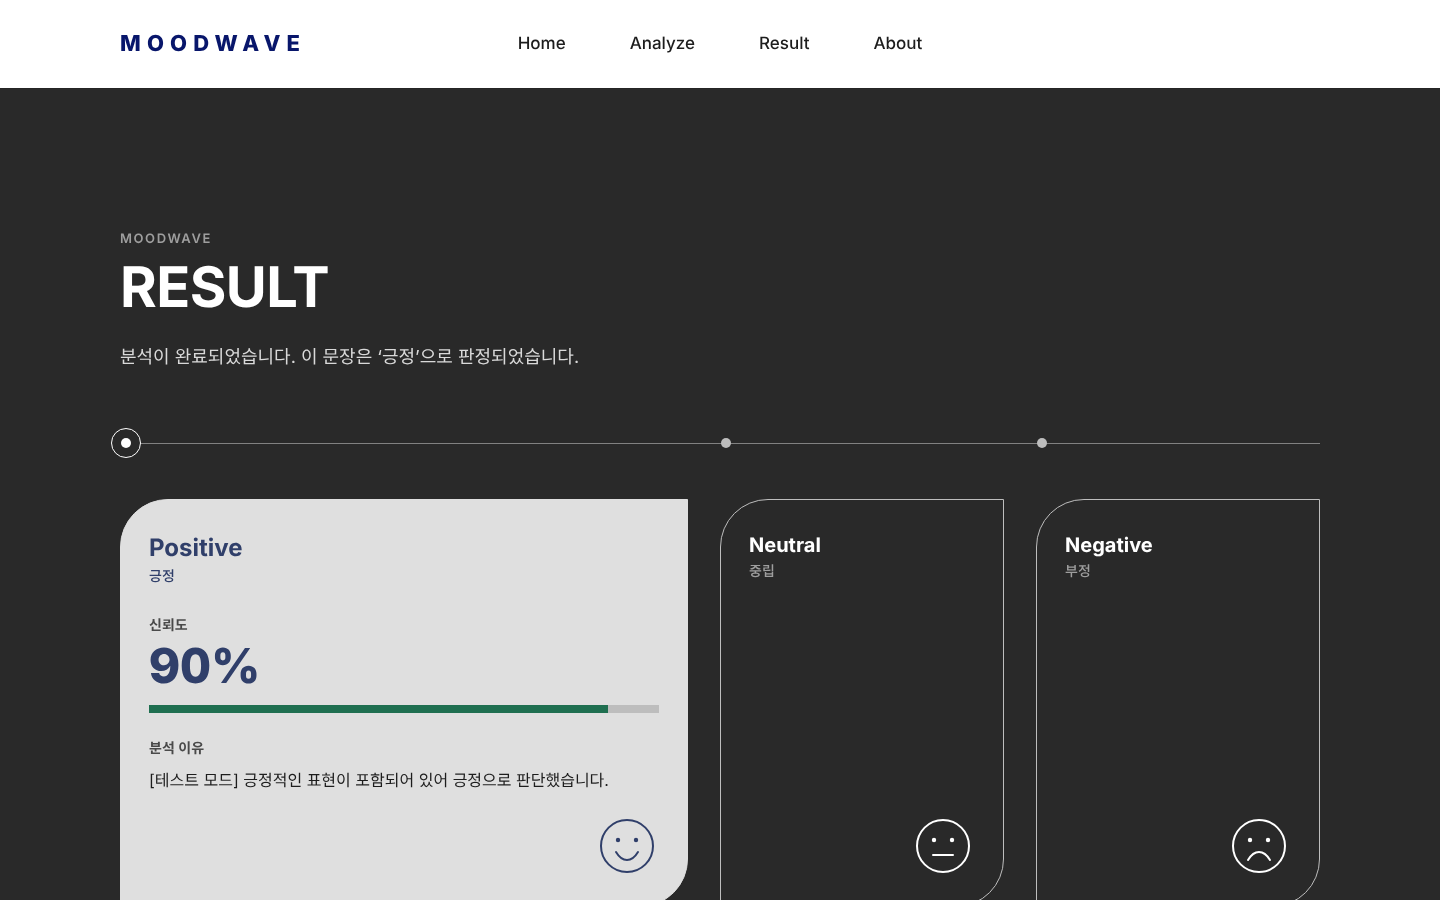 MOODWAVE
Home
Analyze
Result
About
MOODWAVE
RESULT
분석이 완료되었습니다. 이 문장은 ‘긍정’으로 판정되었습니다.
Positive
긍정
신뢰도
90%
분석 이유
[테스트 모드] 긍정적인 표현이 포함되어 있어 긍정으로 판단했습니다.
Neutral
중립
Negative
부정